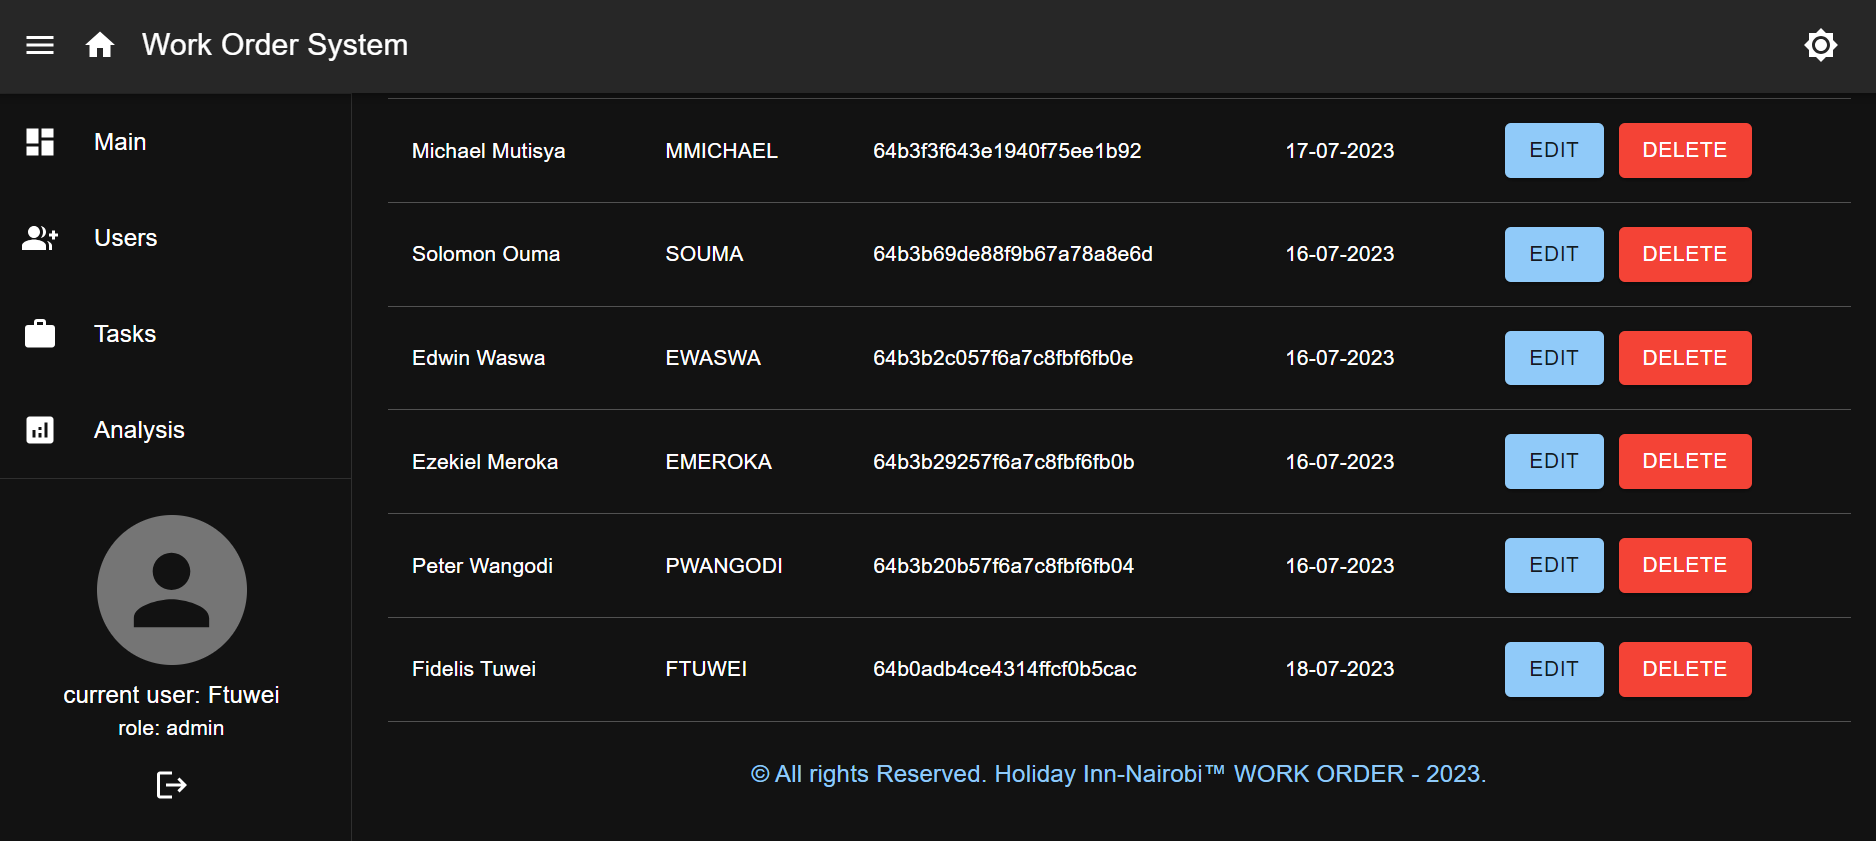 Work Order System
Main
Users
Tasks
Analysis
current user: Ftuwei
role: admin
Michael Mutisya MMICHAEL 64b3f3f643e1940f75ee1b92 17-07-2023 EDIT DELETE
Solomon Ouma SOUMA 64b3b69de88f9b67a78a8e6d 16-07-2023 EDIT DELETE
Edwin Waswa EWASWA 64b3b2c057f6a7c8fbf6fb0e 16-07-2023 EDIT DELETE
Ezekiel Meroka EMEROKA 64b3b29257f6a7c8fbf6fb0b 16-07-2023 EDIT DELETE
Peter Wangodi PWANGODI 64b3b20b57f6a7c8fbf6fb04 16-07-2023 EDIT DELETE
Fidelis Tuwei FTUWEI 64b0adb4ce4314ffcf0b5cac 18-07-2023 EDIT DELETE
© All rights Reserved. Holiday Inn-Nairobi™ WORK ORDER - 2023.